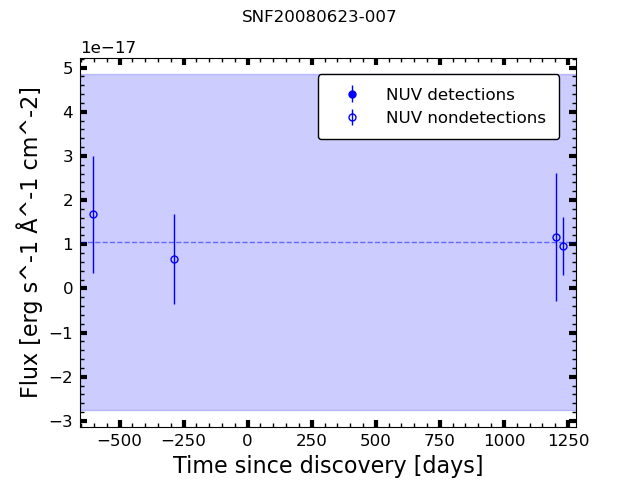 SNF20080623-007
1e−17
5
4
3
2
1
0
−1
−2
−3
Flux [erg s^-1 Å^-1 cm^-2]
NUV detections
NUV nondetections
−500 −250 0 250 500 750 1000 1250
Time since discovery [days]